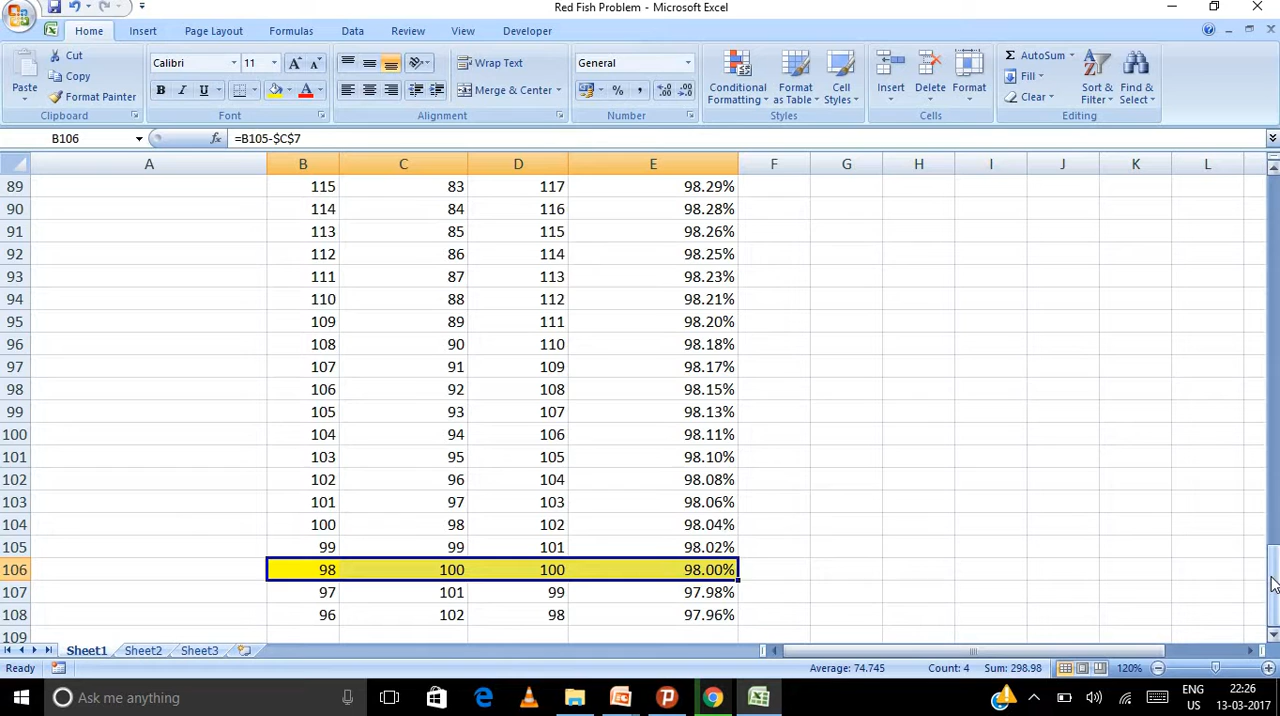 Red Fish Problem - Microsoft Excel
Home Insert Page Layout Formulas Data Review View Developer
Paste
Cut
Copy
Format Painter
Clipboard
Calibri 11
B I U
Font
Wrap Text
Merge & Center
Alignment
General
Number
Conditional Formatting
Format as Table
Cell Styles
Styles
Insert Delete Format
Cells
AutoSum
Fill
Clear
Sort & Filter
Find & Select
Editing
B106 fx =B105-$C$7
A B C D E F G H I J K L
89 115 83 117 98.29%
90 114 84 116 98.28%
91 113 85 115 98.26%
92 112 86 114 98.25%
93 111 87 113 98.23%
94 110 88 112 98.21%
95 109 89 111 98.20%
96 108 90 110 98.18%
97 107 91 109 98.17%
98 106 92 108 98.15%
99 105 93 107 98.13%
100 104 94 106 98.11%
101 103 95 105 98.10%
102 102 96 104 98.08%
103 101 97 103 98.06%
104 100 98 102 98.04%
105 99 99 101 98.02%
106 98 100 100 98.00%
107 97 101 99 97.98%
108 96 102 98 97.96%
109
Sheet1 Sheet2 Sheet3
Ready Average: 74.745 Count: 4 Sum: 298.98 120%
Ask me anything
ENG US
22:26
13-03-2017